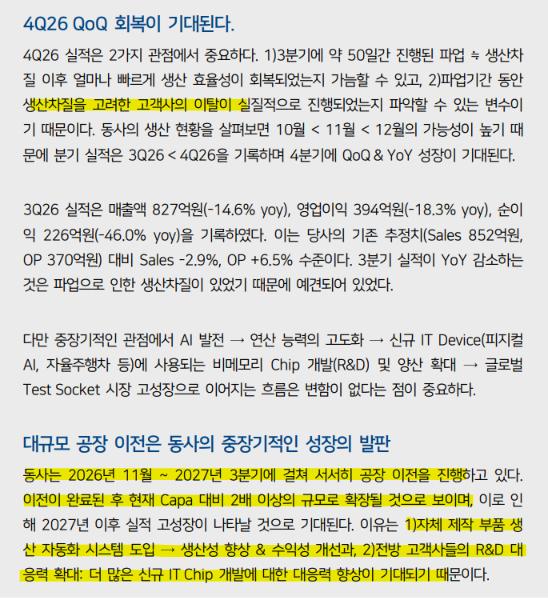 4Q26 QoQ 회복이 기대된다.
4Q26 실적은 2가지 관점에서 중요하다. 1)3분기에 약 50일간 진행된 파업 ≒ 생산차
질 이후 얼마나 빠르게 생산 효율성이 회복되었는지 가늠할 수 있고, 2)파업기간 동안
생산차질을 고려한 고객사의 이탈이 실질적으로 진행되었는지 파악할 수 있는 변수이
기 때문이다. 동사의 생산 현황을 살펴보면 10월 < 11월 < 12월의 가능성이 높기 때
문에 분기 실적은 3Q26 < 4Q26를 기록하며 4분기에 QoQ & YoY 성장이 기대된다.
3Q26 실적은 매출액 827억원(-14.6% yoy), 영업이익 394억원(-18.3% yoy), 순이
익 226억원(-46.0% yoy)을 기록하였다. 이는 당사의 기존 추정치(Sales 852억원,
OP 370억원) 대비 Sales -2.9%, OP +6.5% 수준이다. 3분기 실적이 YoY 감소하는
것은 파업으로 인한 생산차질이 있었기 때문에 예견되어 있었다.
다만 중장기적인 관점에서 AI 발전 → 연산 능력의 고도화 → 신규 IT Device(피지컬
AI, 자율주행차 등)에 사용되는 비메모리 Chip 개발(R&D) 및 양산 확대 → 글로벌
Test Socket 시장 고성장으로 이어지는 흐름은 변함이 없다는 점이 중요하다.
대규모 공장 이전은 동사의 중장기적인 성장의 발판
동사는 2026년 11월 ~ 2027년 3분기에 걸쳐 서서히 공장 이전을 진행하고 있다.
이전이 완료된 후 현재 Capa 대비 2배 이상의 규모로 확장될 것으로 보이며, 이로 인
해 2027년 이후 실적 고성장이 나타날 것으로 기대된다. 이유는 1)자체 제작 부품 생
산 자동화 시스템 도입 → 생산성 향상 & 수익성 개선과, 2)전방 고객사들의 R&D 대
응력 확대: 더 많은 신규 IT Chip 개발에 대한 대응력 향상이 기대되기 때문이다.